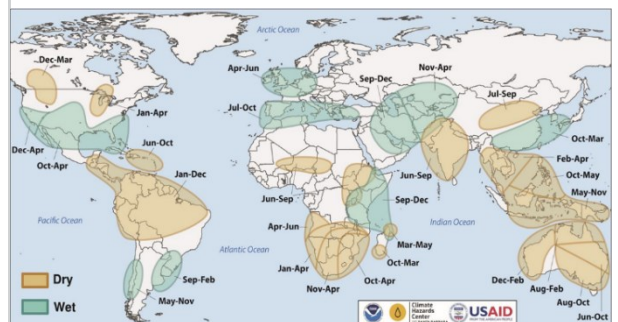 Arctic Ocean
Dec-Mar
Apr-Jun
Nov-Apr
Sep-Dec
Jul-Sep
Jan-Apr
Jul-Oct
Oct-Mar
Dec-Apr
Jun-Oct
Oct-Apr
Feb-Apr
Jan-Dec
Jun-Sep
Oct-May
Jun-Sep
May-Nov
Sep-Dec
Pacific Ocean
Indian Ocean
Apr-Jun
Mar-May
Atlantic Ocean
Oct-Mar
Jan-Apr
Dry
Sep-Feb
Oct-Apr
Dec-Feb
Nov-Apr
Aug-Feb
Wet
May-Nov
Aug-Oct
Climate
Hazards
Center
USAID
Jun-Oct